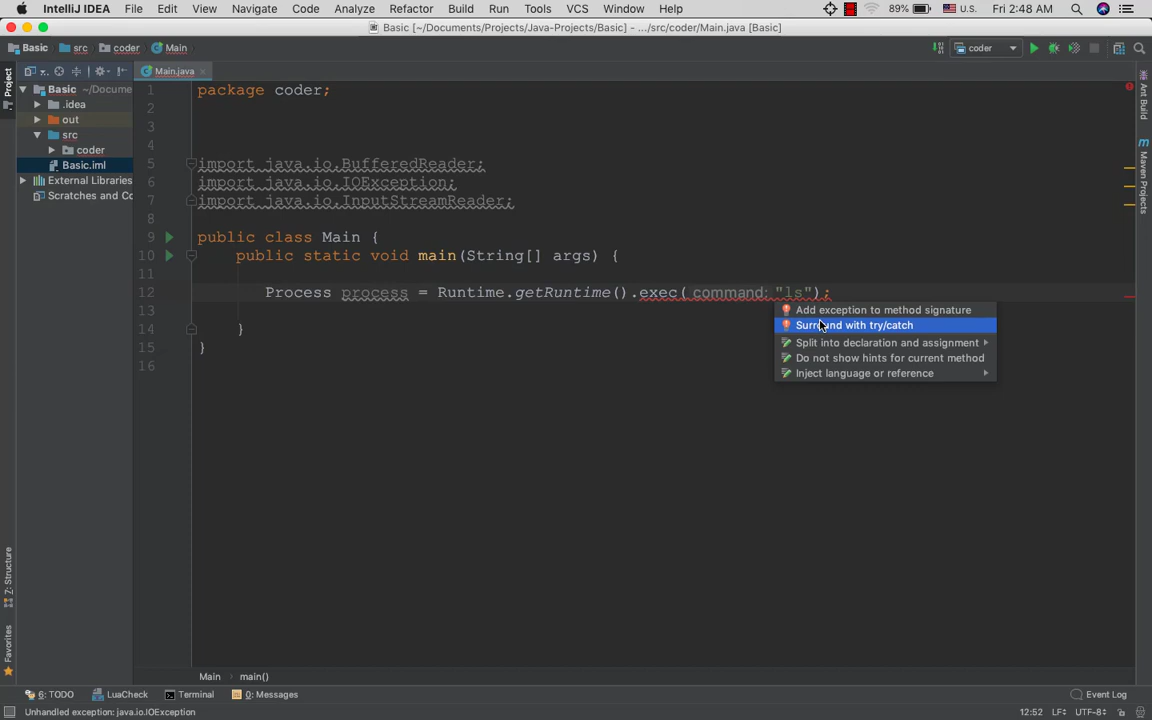 IntelliJ IDEA File Edit View Navigate Code Analyze Refactor Build Run Tools VCS Window Help 89% U.S. Fri 2:48 AM
Basic [~/Documents/Projects/Java-Projects/Basic] - .../src/coder/Main.java [Basic]
Basic src coder Main coder
Project
Main.java
Basic ~/Docume
.idea
out
src
coder
Basic.iml
External Libraries
Scratches and Co
1 package coder;
2
3
4
5 import java.io.BufferedReader;
6 import java.io.IOException;
7 import java.io.InputStreamReader;
8
9 public class Main {
10 public static void main(String[] args) {
11
12 Process process = Runtime.getRuntime().exec( command: "ls");
13
14 }
15 }
16
Add exception to method signature
Surround with try/catch
Split into declaration and assignment
Do not show hints for current method
Inject language or reference
Ant Build
Maven Projects
Z: Structure
Favorites
Main main()
6: TODO LuaCheck Terminal 0: Messages Event Log
Unhandled exception: java.io.IOException 12:52 LF UTF-8